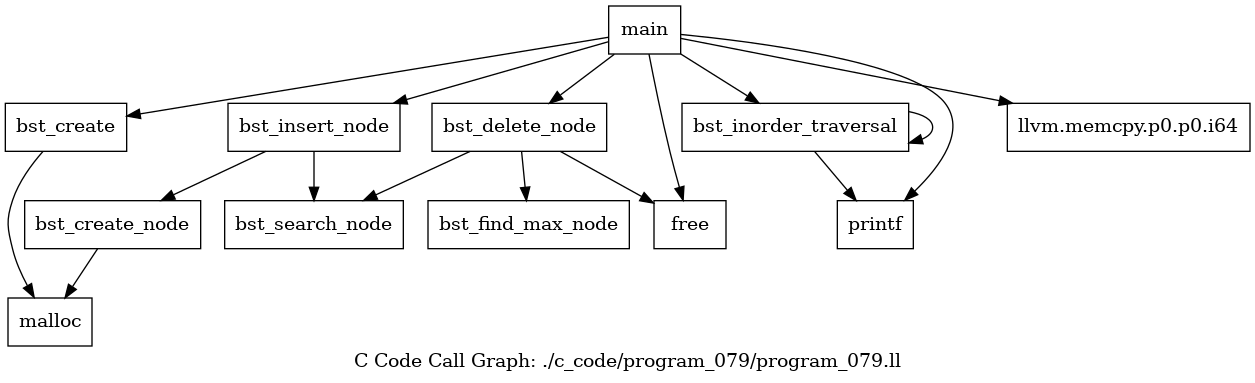 main
bst_create
bst_insert_node
bst_delete_node
bst_inorder_traversal
llvm.memcpy.p0.p0.i64
bst_create_node
bst_search_node
bst_find_max_node
free
printf
malloc
C Code Call Graph: ./c_code/program_079/program_079.ll